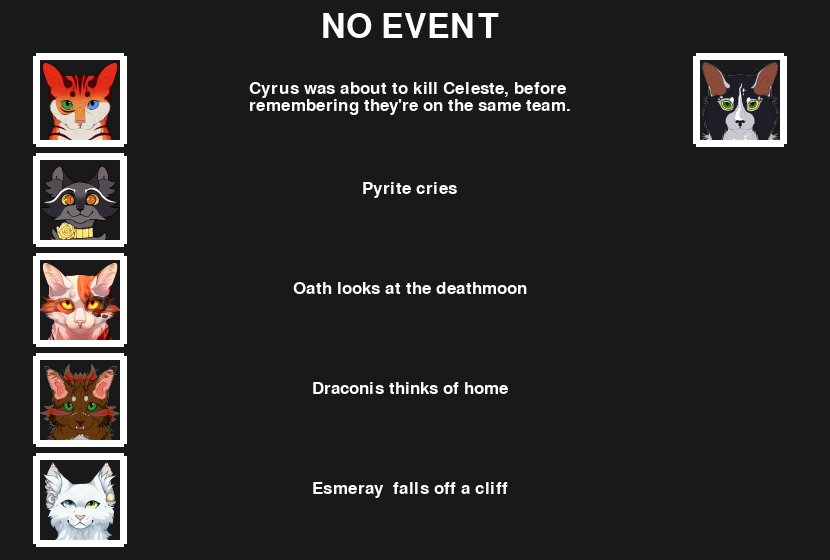 NO EVENT
Cyrus was about to kill Celeste, before
remembering they're on the same team.
Pyrite cries
Oath looks at the deathmoon
Draconis thinks of home
Esmeray  falls off a cliff